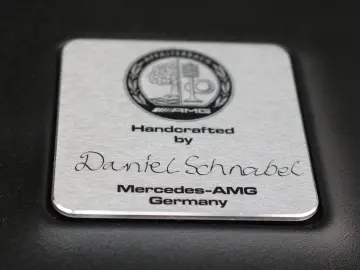 AMG
Handcrafted
by
Daniel Schnabel
Mercedes-AMG
Germany